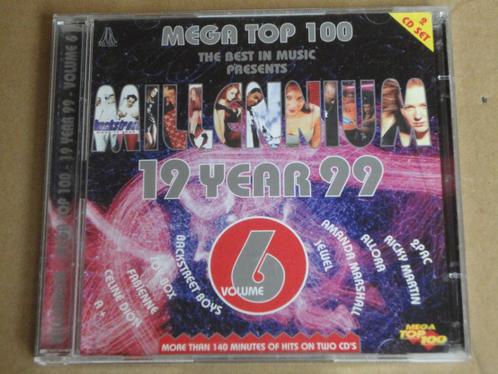 MEGA TOP 100
THE BEST IN MUSIC
PRESENTS
2
CD SET
MILLENNIUM
19 YEAR 99
6
VOLUME
A +
CELINE DION
FABIENNE
BACKSTREET BOYS
JEWEL
AMANDA MARSHALL
ALLORA
RICKY MARTIN
2PAC
MORE THAN 140 MINUTES OF HITS ON TWO CD'S
MEGA
TOP
100
TOP 100 - 19 YEAR 99 - VOLUME 6